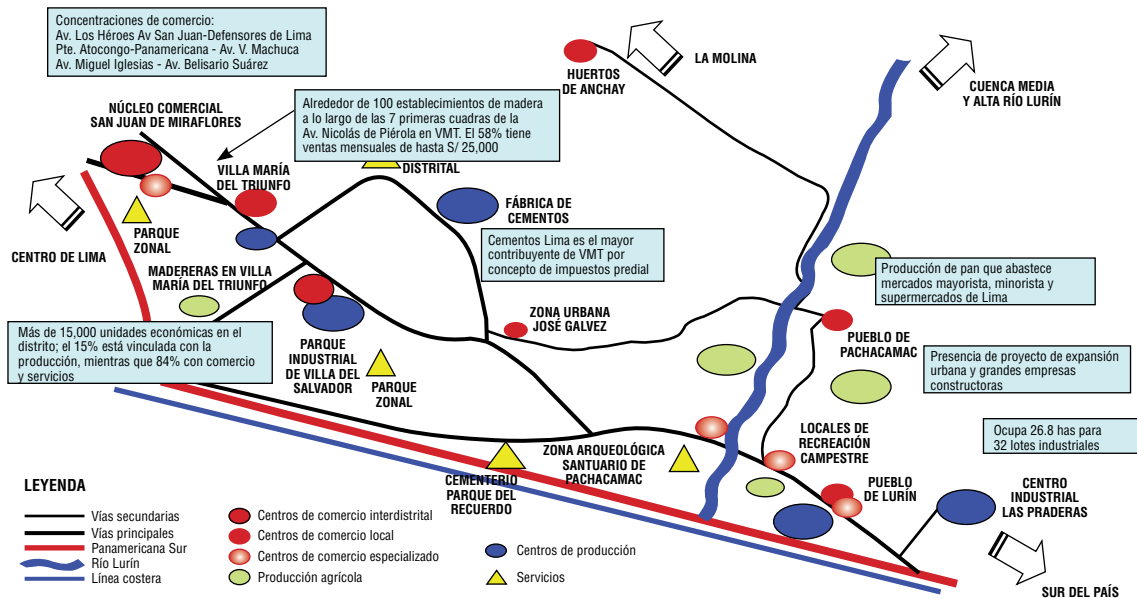 Concentraciones de comercio:
Av. Los Héroes Av San Juan-Defensores de Lima
Pte. Atocongo-Panamericana - Av. V. Machuca
Av. Miguel Iglesias - Av. Belisario Suárez
LA MOLINA
HUERTOS
DE ANCHAY
CUENCA MEDIA
Y ALTA RÍO LURÍN
NÚCLEO COMERCIAL
SAN JUAN DE MIRAFLORES
Alrededor de 100 establecimientos de madera
a lo largo de las 7 primeras cuadras de la
Av. Nicolás de Piérola en VMT. El 58% tiene
ventas mensuales de hasta S/ 25,000
DISTRITAL
VILLA MARÍA
DEL TRIUNFO
FÁBRICA DE
CEMENTOS
PARQUE
ZONAL
CENTRO DE LIMA
Cementos Lima es el mayor
contribuyente de VMT por
concepto de impuestos predial
MADERERAS EN VILLA
MARÍA DEL TRIUNFO
Producción de pan que abastece
mercados mayorista, minorista y
supermercados de Lima
ZONA URBANA
JOSÉ GALVEZ
Más de 15,000 unidades económicas en el
distrito; el 15% está vinculada con la
producción, mientras que 84% con comercio
y servicios
PARQUE
INDUSTRIAL
DE VILLA DEL
SALVADOR
PARQUE
ZONAL
PUEBLO DE
PACHACAMAC
Presencia de proyecto de expansión
urbana y grandes empresas
constructoras
Ocupa 26.8 has para
32 lotes industriales
LOCALES DE
RECREACIÓN
CAMPESTRE
ZONA ARQUEOLÓGICA
SANTUARIO DE
PACHACAMAC
CEMENTERIO
PARQUE DEL
RECUERDO
PUEBLO
DE LURÍN
CENTRO
INDUSTRIAL
LAS PRADERAS
SUR DEL PAÍS
LEYENDA
Vías secundarias
Vías principales
Panamericana Sur
Río Lurín
Línea costera
Centros de comercio interdistrital
Centros de comercio local
Centros de comercio especializado
Producción agrícola
Centros de producción
Servicios